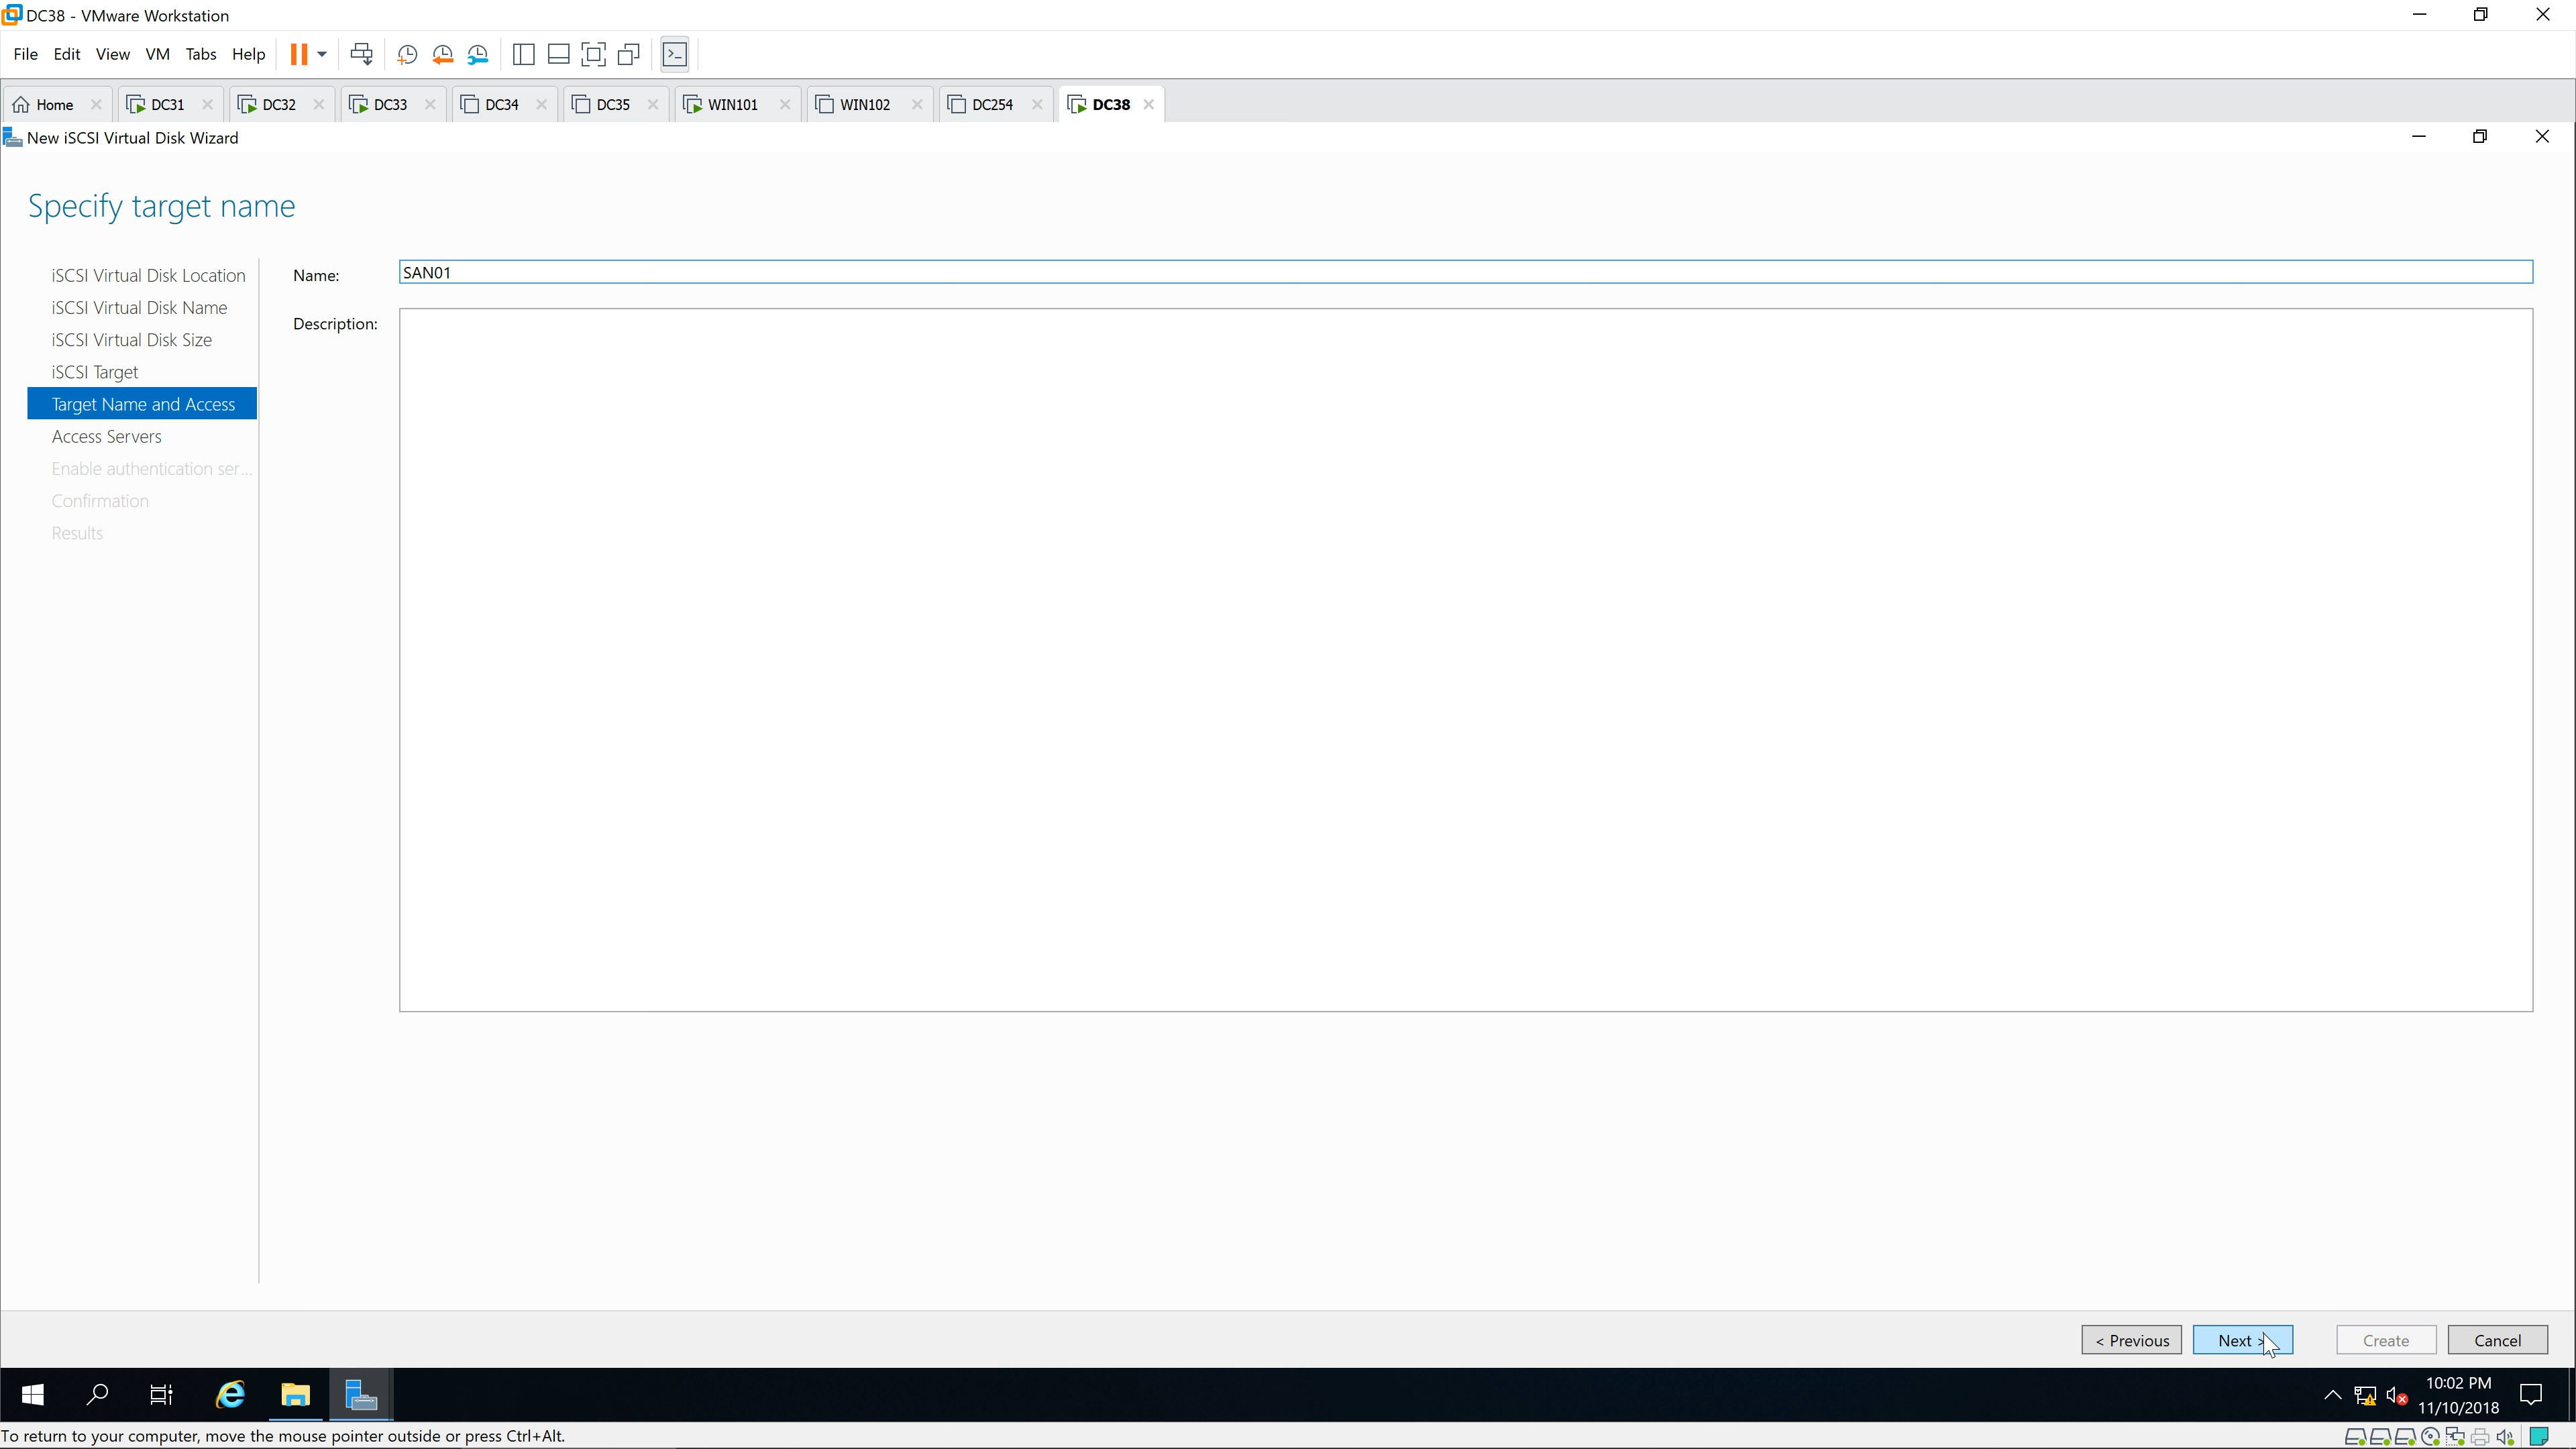 DC38 - VMware Workstation
File Edit View VM Tabs Help
Home DC31 DC32 DC33 DC34 DC35 WIN101 WIN102 DC254 DC38
New iSCSI Virtual Disk Wizard
Specify target name
iSCSI Virtual Disk Location
iSCSI Virtual Disk Name
iSCSI Virtual Disk Size
iSCSI Target
Target Name and Access
Access Servers
Enable authentication ser...
Confirmation
Results
Name: SAN01
Description:
< Previous Next > Create Cancel
10:02 PM
11/10/2018
To return to your computer, move the mouse pointer outside or press Ctrl+Alt.